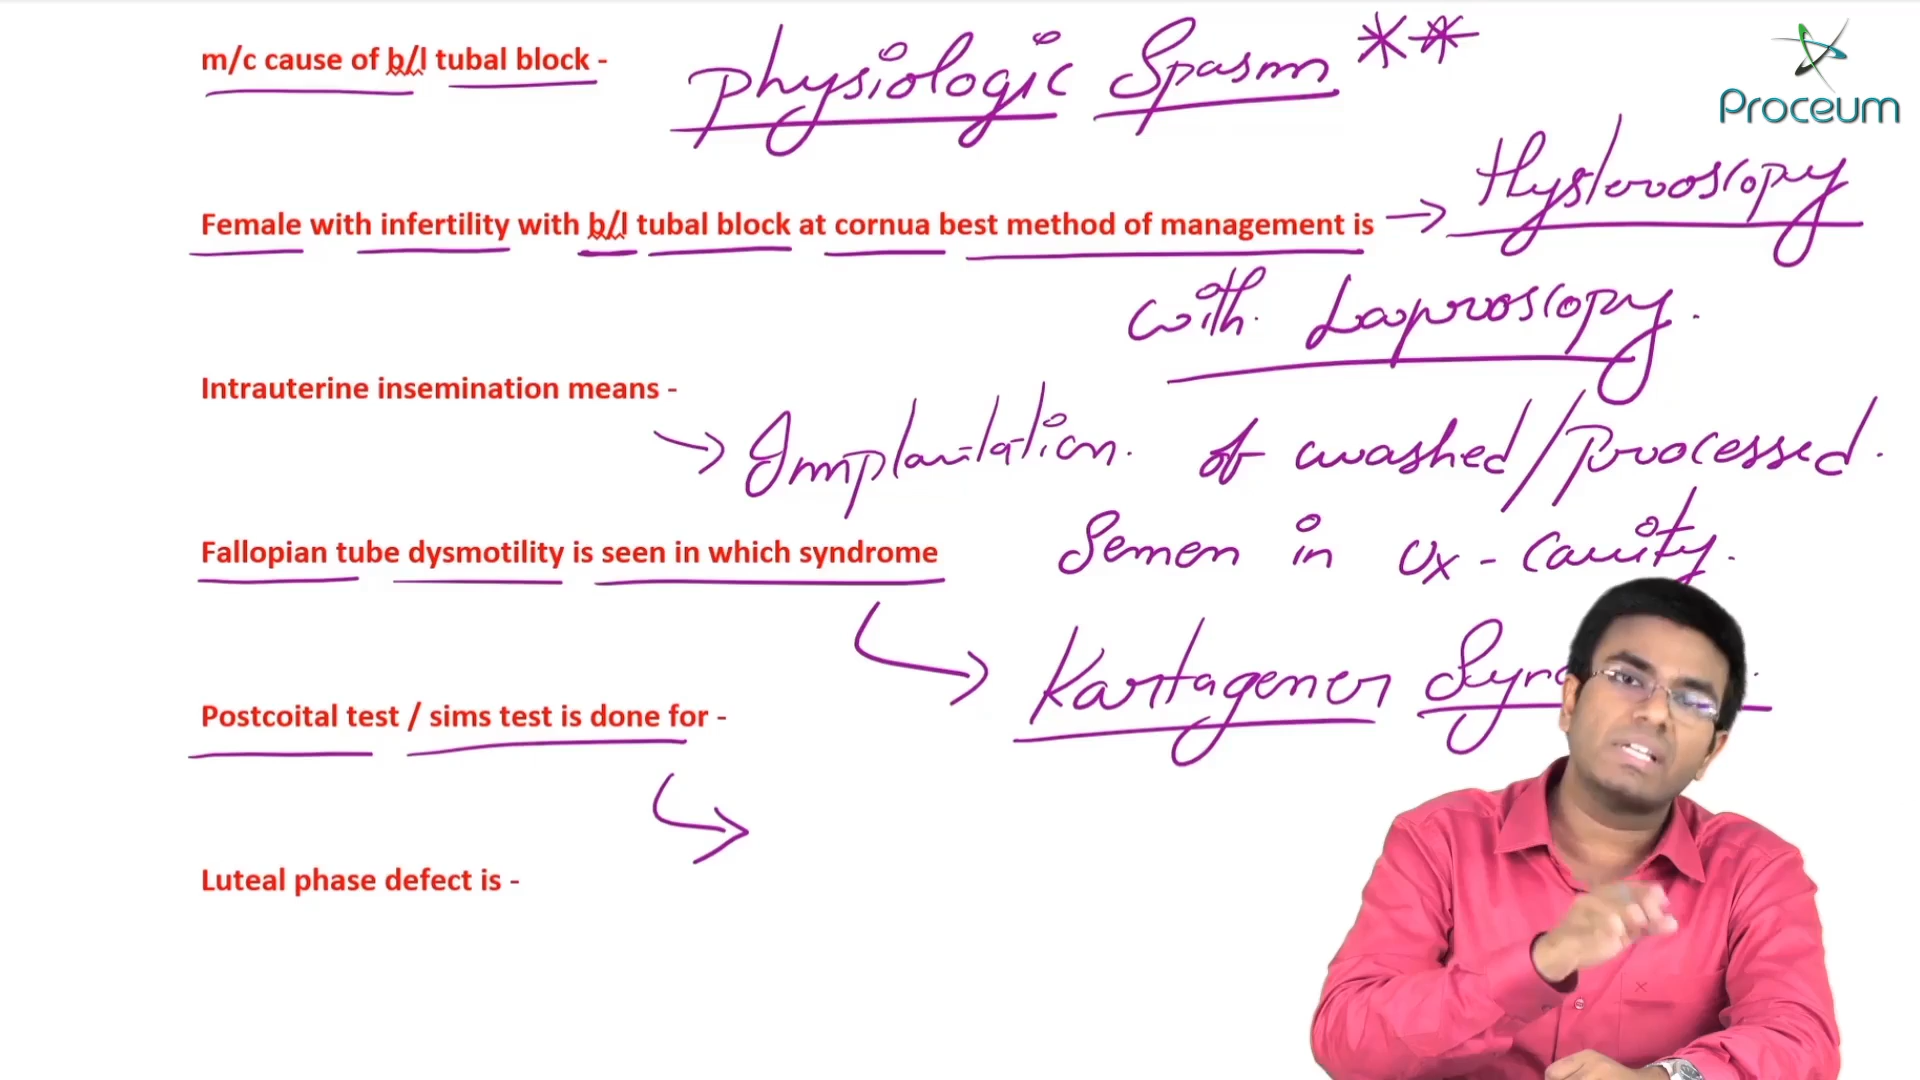 m/c cause of b/l tubal block - physiologic Spasm **
Proceum
Female with infertility with b/l tubal block at cornua best method of management is → Hysteroscopy
with Laproscopy.
Intrauterine insemination means -
→ Implantation of washed/processed.
Semen in Ux-Cavity.
Fallopian tube dysmotility is seen in which syndrome
→ Kartagener
Postcoital test / sims test is done for -
Luteal phase defect is -